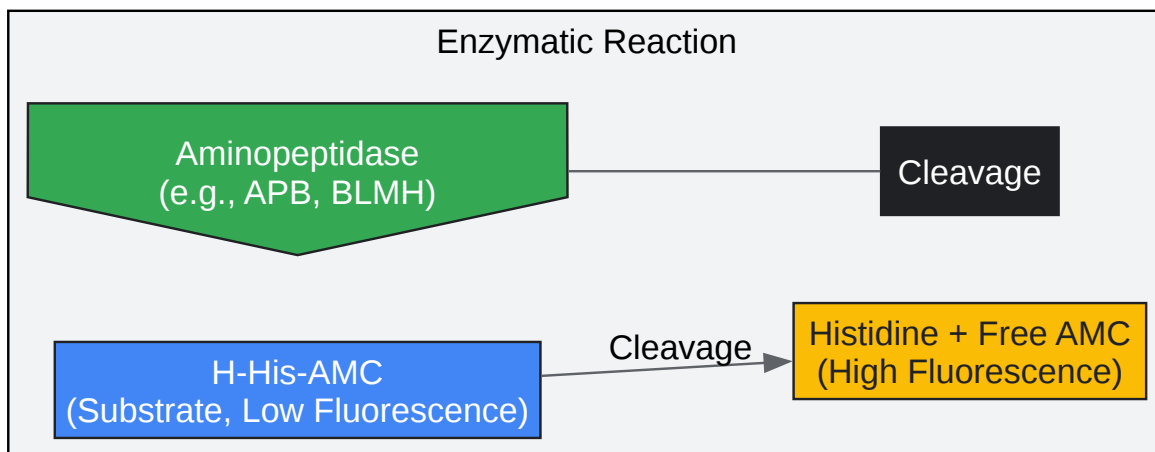 Enzymatic Reaction
Aminopeptidase
(e.g., APB, BLMH)
Cleavage
H-His-AMC
(Substrate, Low Fluorescence)
Cleavage
Histidine + Free AMC
(High Fluorescence)